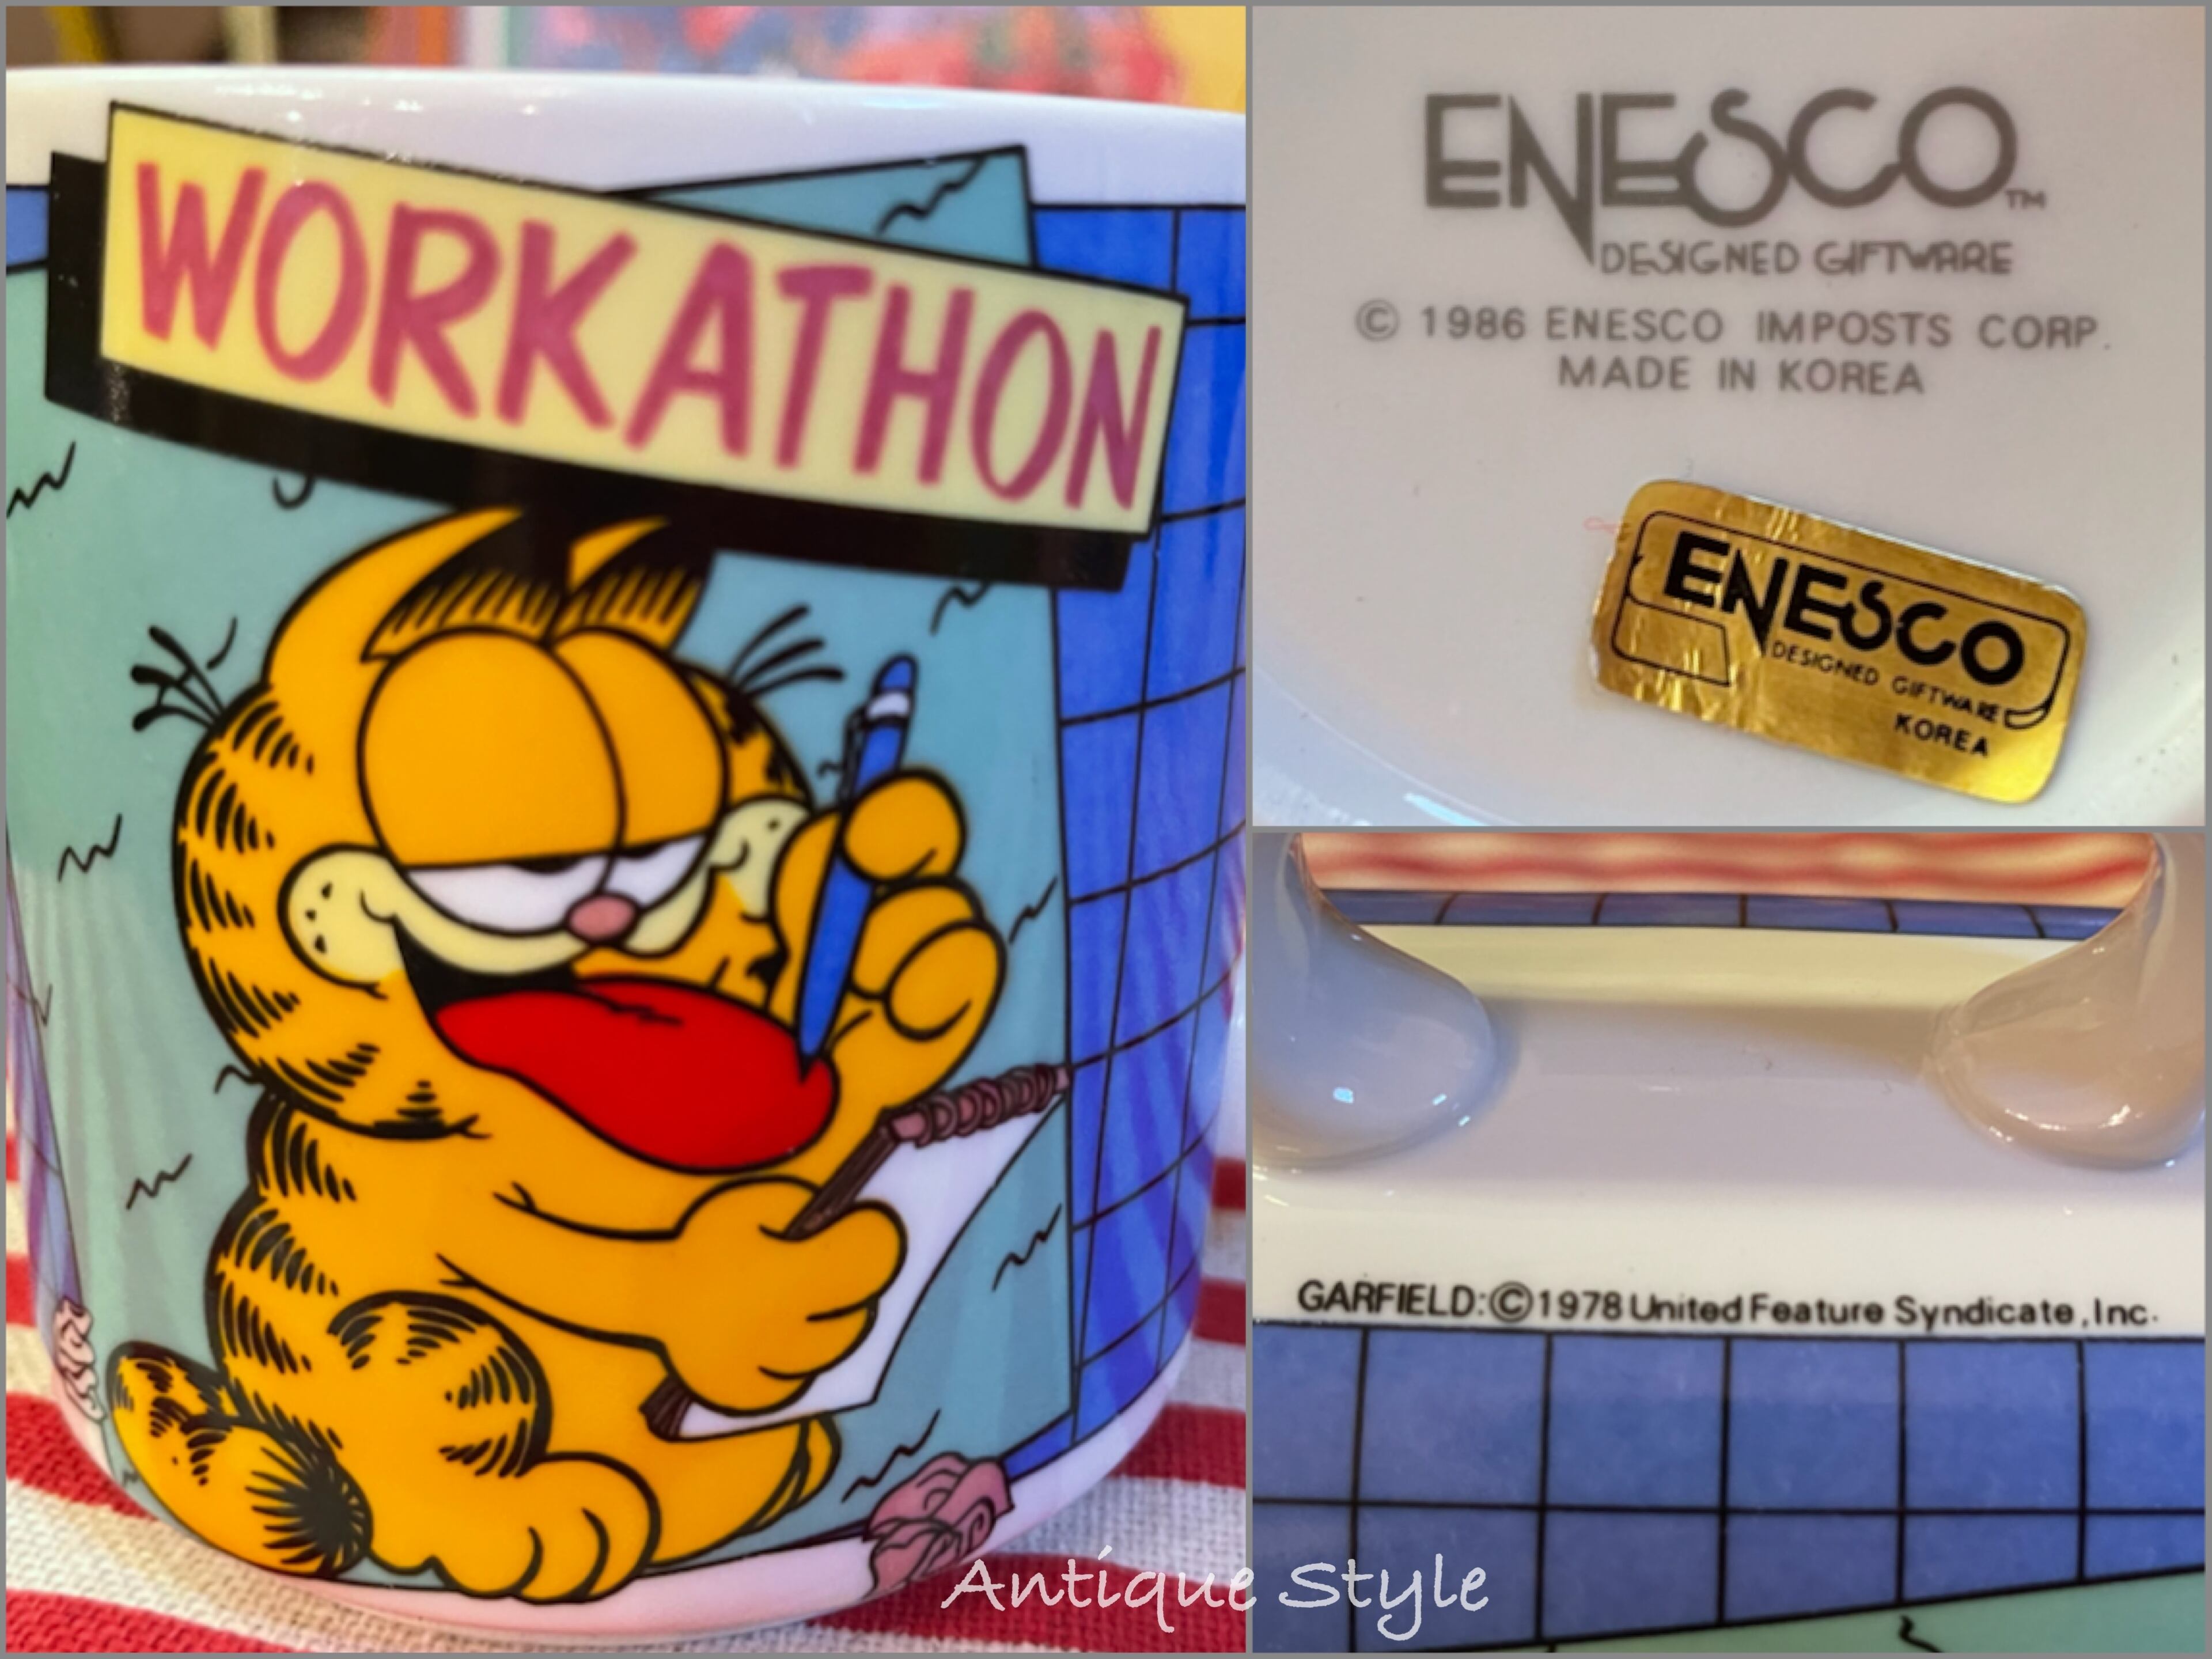 WORKATHON
ENESCO™
DESIGNED GIFTWARE
© 1986 ENESCO IMPOSTS CORP.
MADE IN KOREA
ENESCO
DESIGNED GIFTWARE
KOREA
GARFIELD:©1978 United Feature Syndicate,Inc.
Antique Style